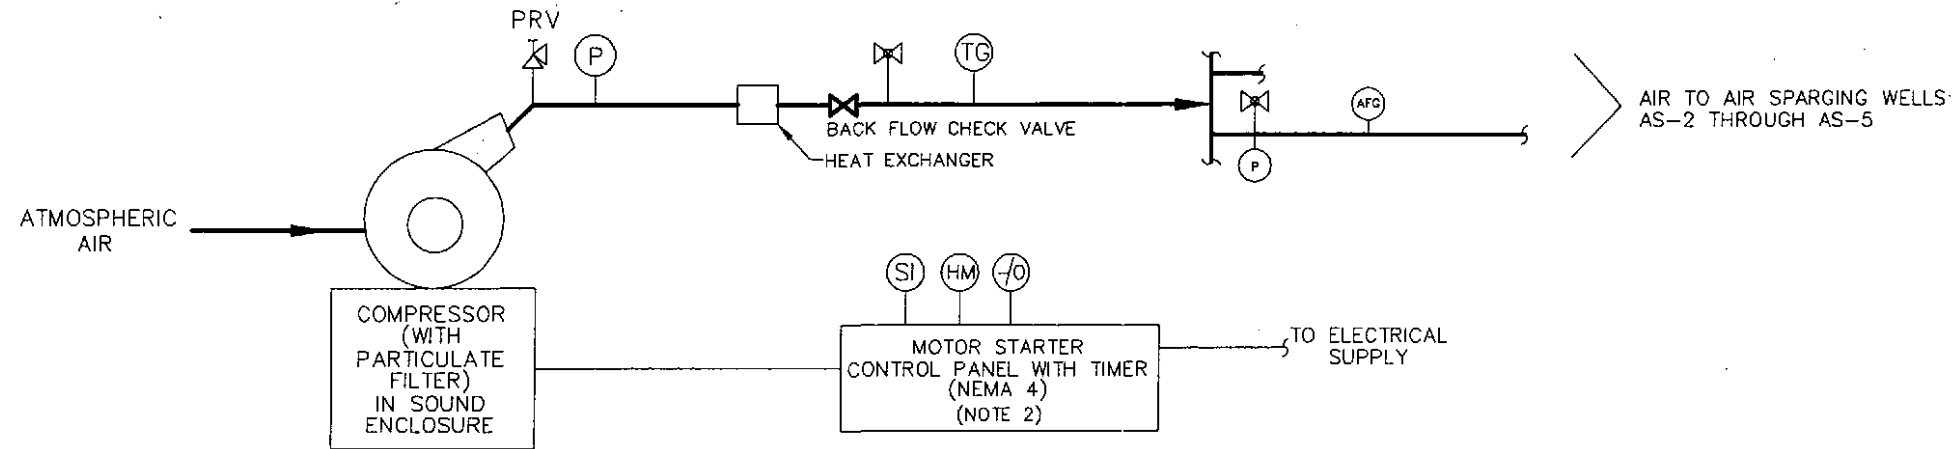 PRV
P
TG
AFG
P
AIR TO AIR SPARGING WELLS
AS-2 THROUGH AS-5
BACK FLOW CHECK VALVE
HEAT EXCHANGER
ATMOSPHERIC
AIR
SI
HM
-/O
COMPRESSOR
(WITH
PARTICULATE
FILTER)
IN SOUND
ENCLOSURE
MOTOR STARTER
CONTROL PANEL WITH TIMER
(NEMA 4)
(NOTE 2)
TO ELECTRICAL
SUPPLY